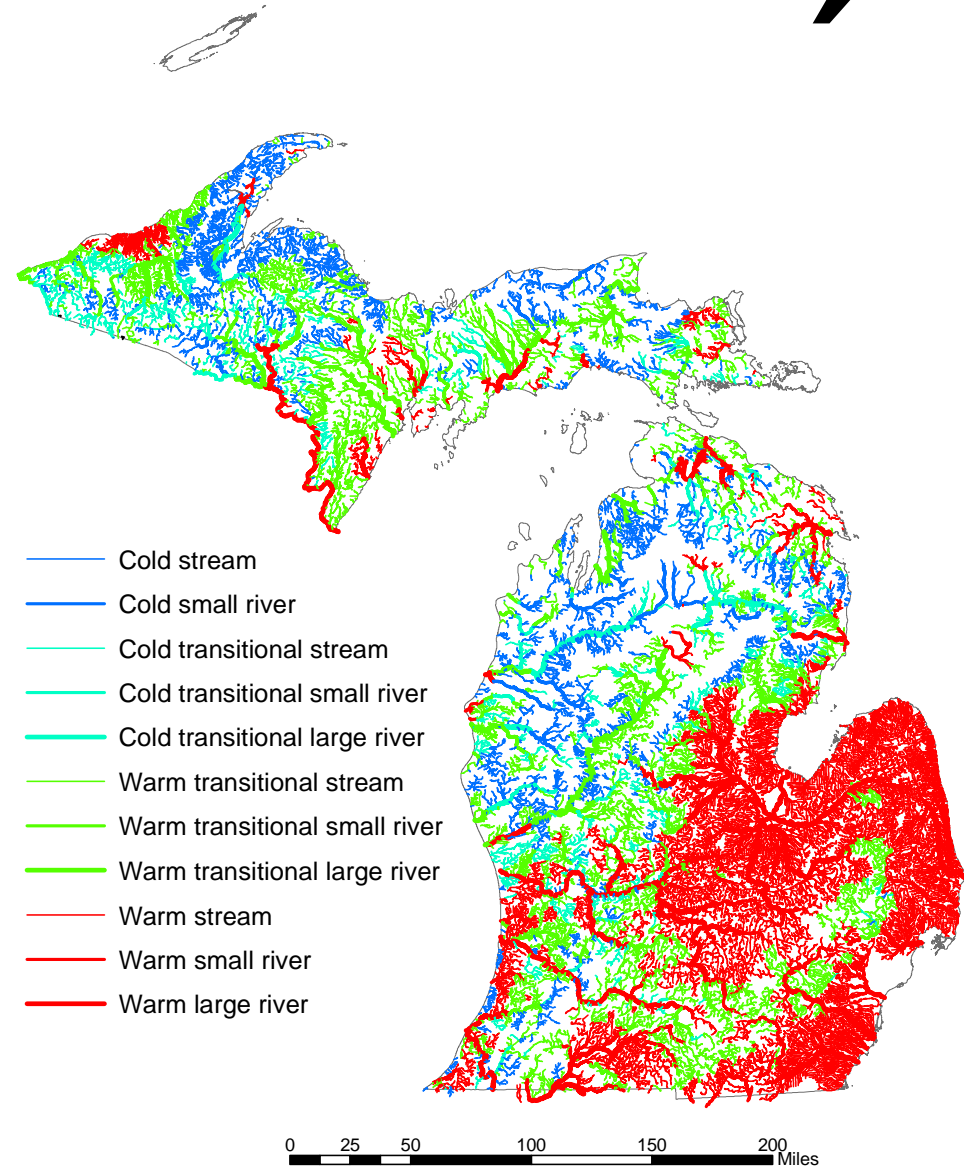 Cold stream
Cold small river
Cold transitional stream
Cold transitional small river
Cold transitional large river
Warm transitional stream
Warm transitional small river
Warm transitional large river
Warm stream
Warm small river
Warm large river
0 25 50 100 150 200
Miles